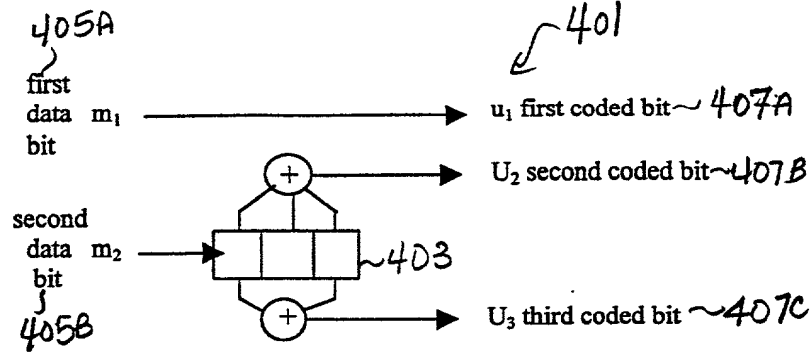 405A
401
first
data m₁
bit
u₁ first coded bit 407A
+
U₂ second coded bit 407B
second
data m₂
bit
403
405B
+
U₃ third coded bit 407C